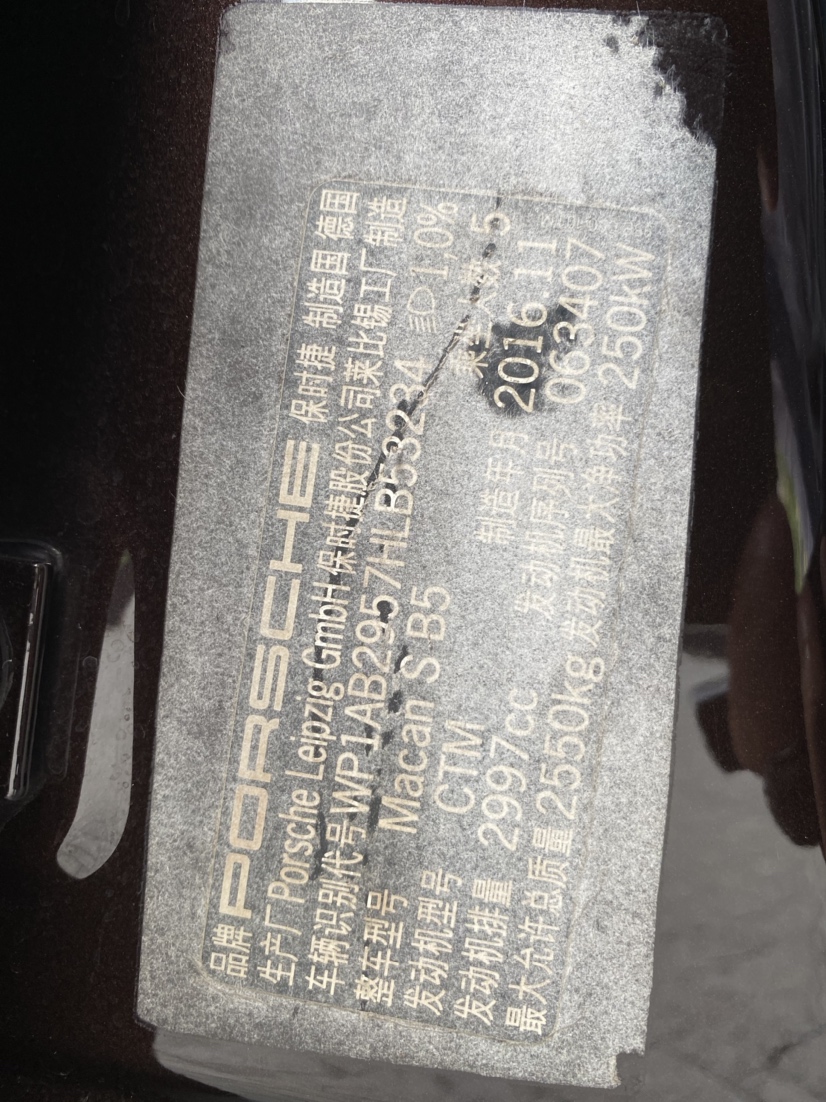 品牌 PORSCHE 保时捷 制造国 德国
生产厂 Porsche Leipzig GmbH 保时捷股份公司莱比锡工厂制造
车辆识别代号 WP1AB2957HLB53234 1.0%
整车型号 Macan S B5 乘坐人数 5
发动机型号 CTM 制造年月 2016 11
发动机排量 2997cc 发动机序列号 063407
最大允许总质量 2550kg 发动机最大净功率 250kW